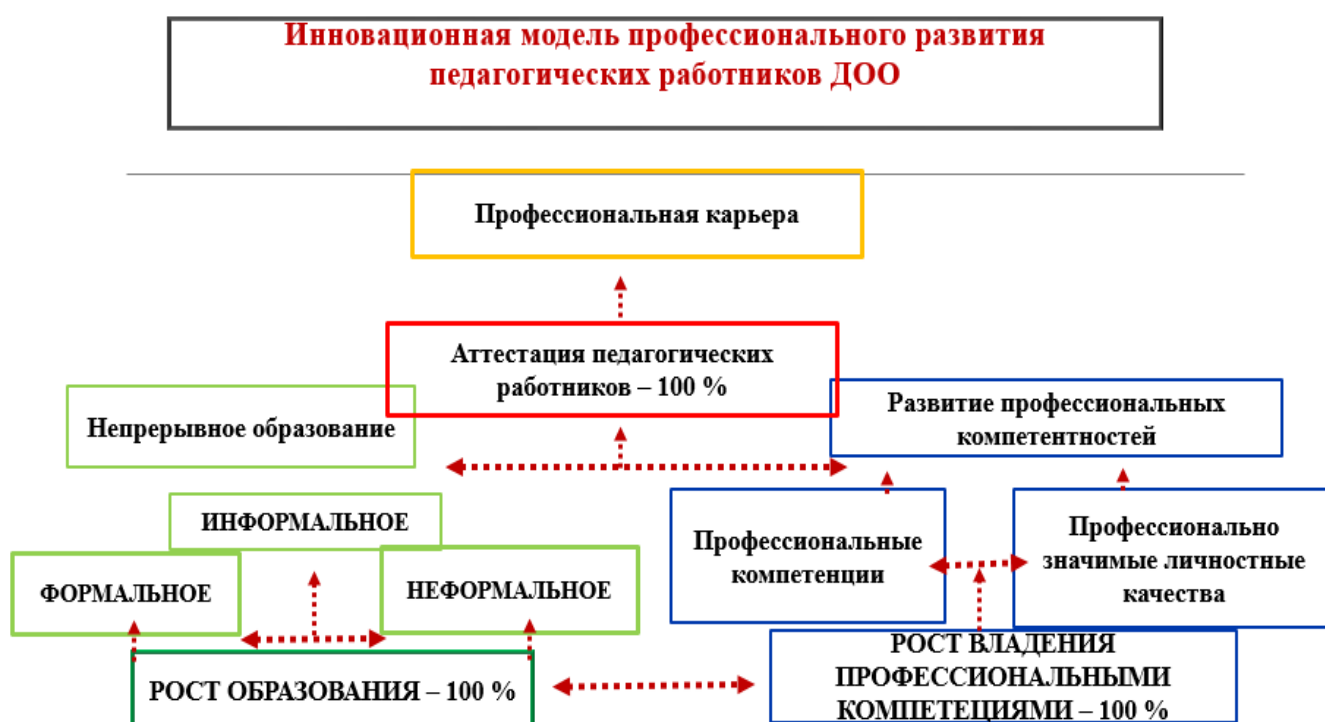 Инновационная модель профессионального развития
педагогических работников ДОО
Профессиональная карьера
Аттестация педагогических
работников – 100 %
Непрерывное образование
Развитие профессиональных
компетентностей
ИНФОРМАЛЬНОЕ
ФОРМАЛЬНОЕ
НЕФОРМАЛЬНОЕ
Профессиональные
компетенции
Профессионально
значимые личностные
качества
РОСТ ОБРАЗОВАНИЯ – 100 %
РОСТ ВЛАДЕНИЯ
ПРОФЕССИОНАЛЬНЫМИ
КОМПЕТЕЦИЯМИ – 100 %